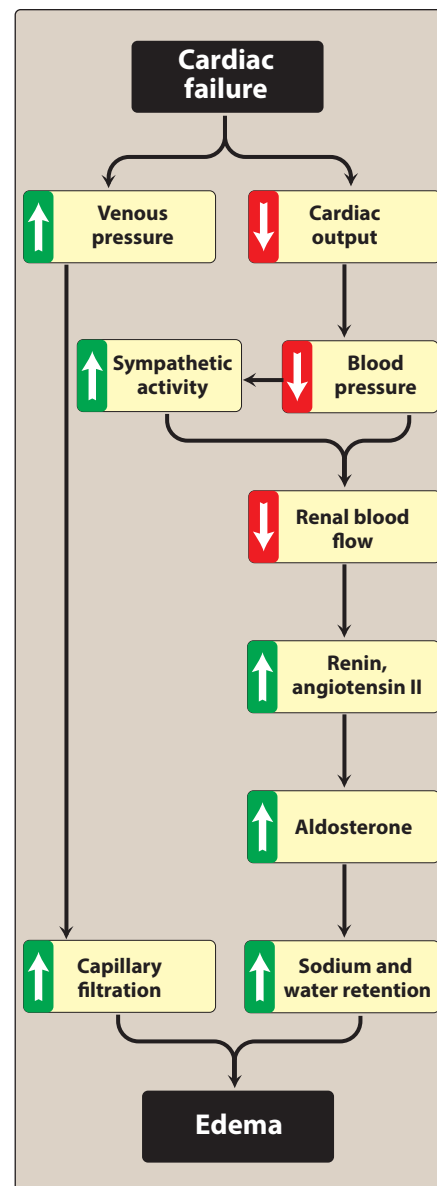 Cardiac
failure
Venous
pressure
Cardiac
output
Sympathetic
activity
Blood
pressure
Renal blood
flow
Renin,
angiotensin II
Aldosterone
Capillary
filtration
Sodium and
water retention
Edema